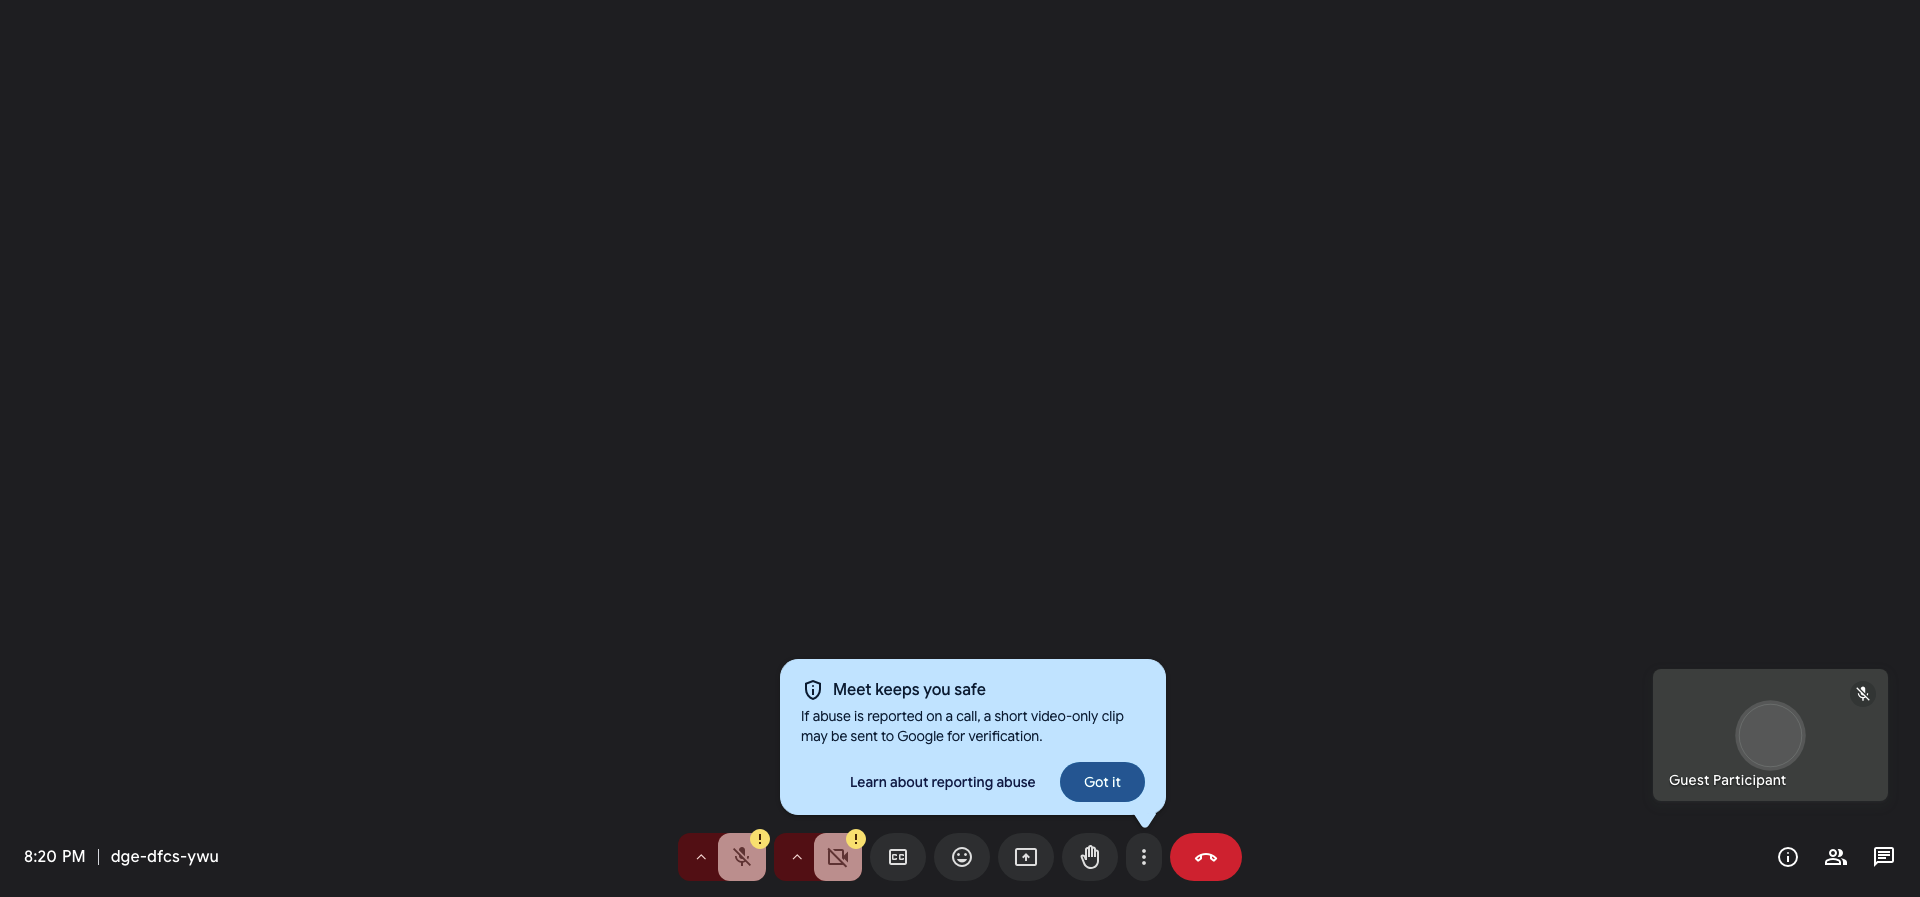 Meet keeps you safe
If abuse is reported on a call, a short video-only clip
may be sent to Google for verification.
Learn about reporting abuse
Got it
Guest Participant
8:20 PM
dge-dfcs-ywu